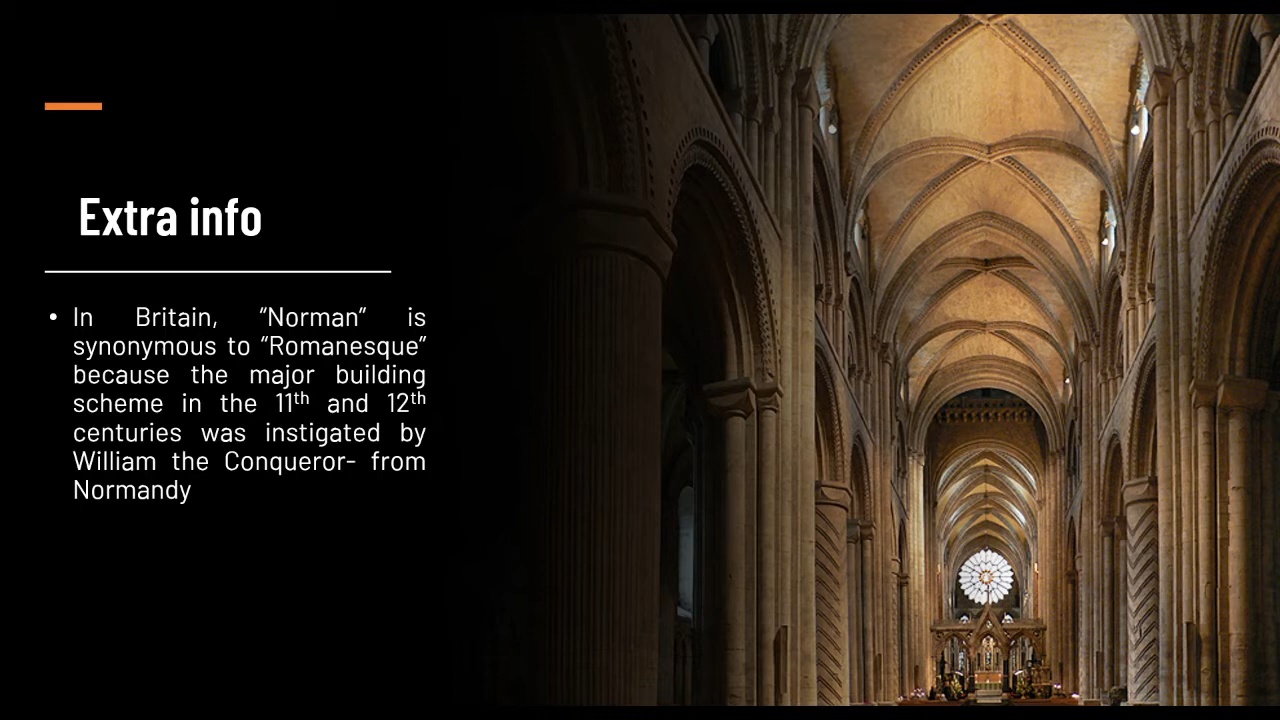 Extra info
• In Britain, “Norman” is
synonymous to “Romanesque”
because the major building
scheme in the 11th and 12th
centuries was instigated by
William the Conqueror- from
Normandy